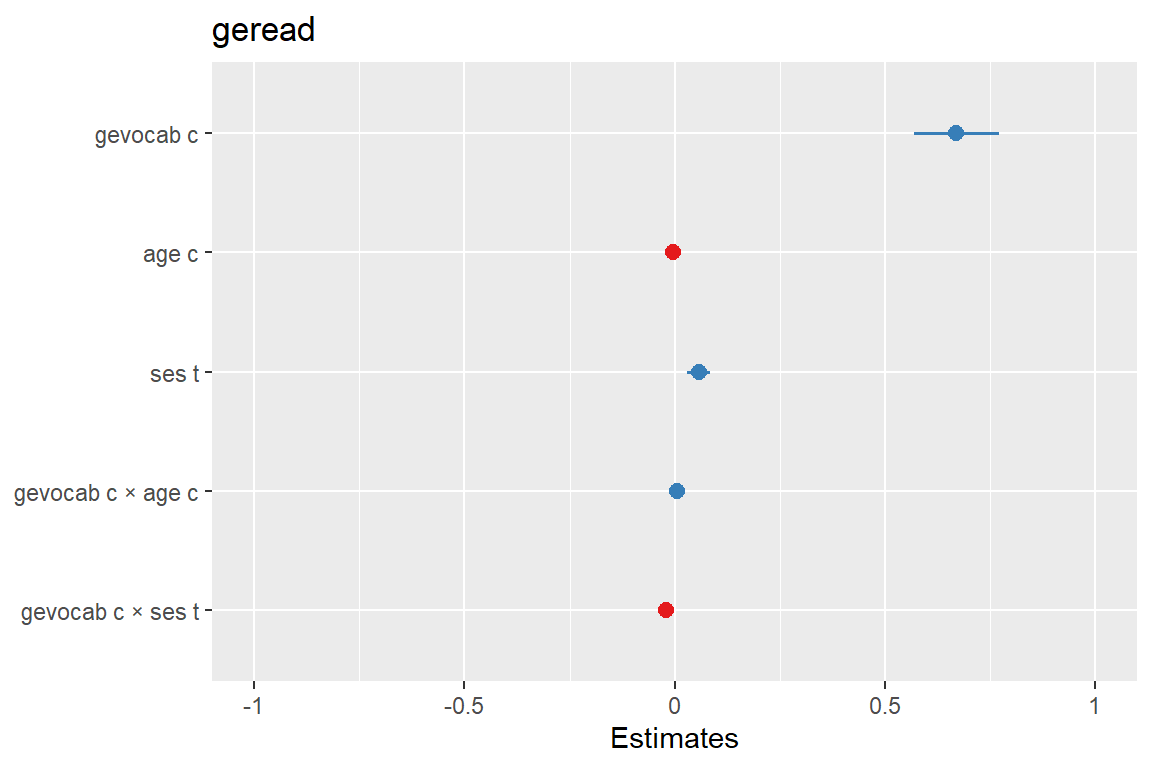 geread
gevocab c
age c
ses t
gevocab c × age c
gevocab c × ses t
-1 -0.5 0 0.5 1
Estimates